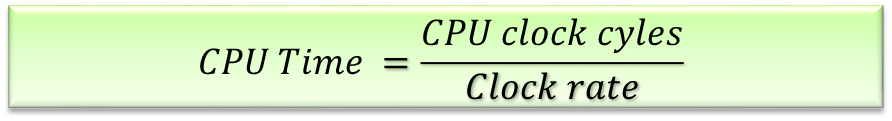 CPU Time = CPU clock cyles
Clock rate